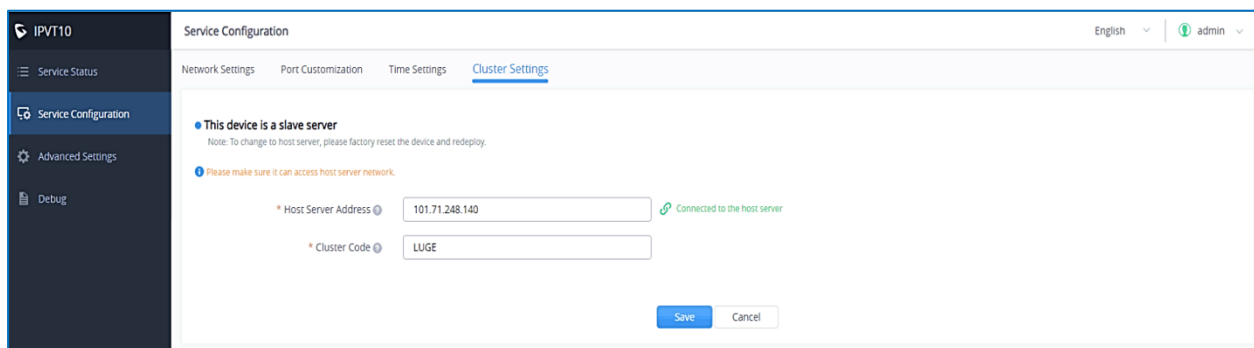 IPVT10
Service Configuration
English
admin
Service Status
Network Settings Port Customization Time Settings Cluster Settings
Service Configuration
This device is a slave server
Note: To change to host server, please factory reset the device and redeploy.
Advanced Settings
Please make sure it can access host server network.
Debug
* Host Server Address ? 101.71.248.140 Connected to the host server
* Cluster Code ? LUGE
Save Cancel